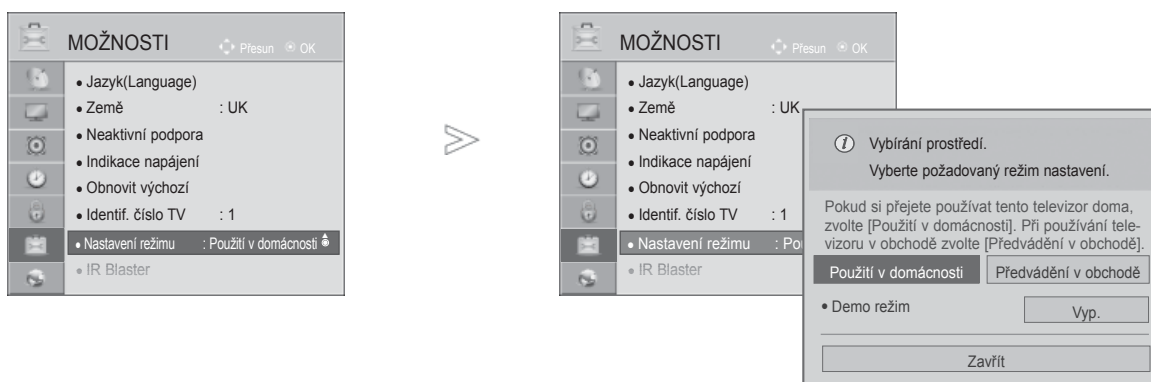 MOŽNOSTI Přesun OK
• Jazyk(Language)
• Země : UK
• Neaktivní podpora
• Indikace napájení
• Obnovit výchozí
• Identif. číslo TV : 1
• Nastavení režimu : Použití v domácnosti
• IR Blaster
MOŽNOSTI Přesun OK
• Jazyk(Language)
• Země : UK
• Neaktivní podpora
• Indikace napájení
• Obnovit výchozí
• Identif. číslo TV : 1
• Nastavení režimu : Po
• IR Blaster
Vybírání prostředí.
Vyberte požadovaný režim nastavení.
Pokud si přejete používat tento televizor doma,
zvolte [Použití v domácnosti]. Při používání tele-
vizoru v obchodě zvolte [Předvádění v obchodě].
Použití v domácnosti Předvádění v obchodě
• Demo režim Vyp.
Zavřít